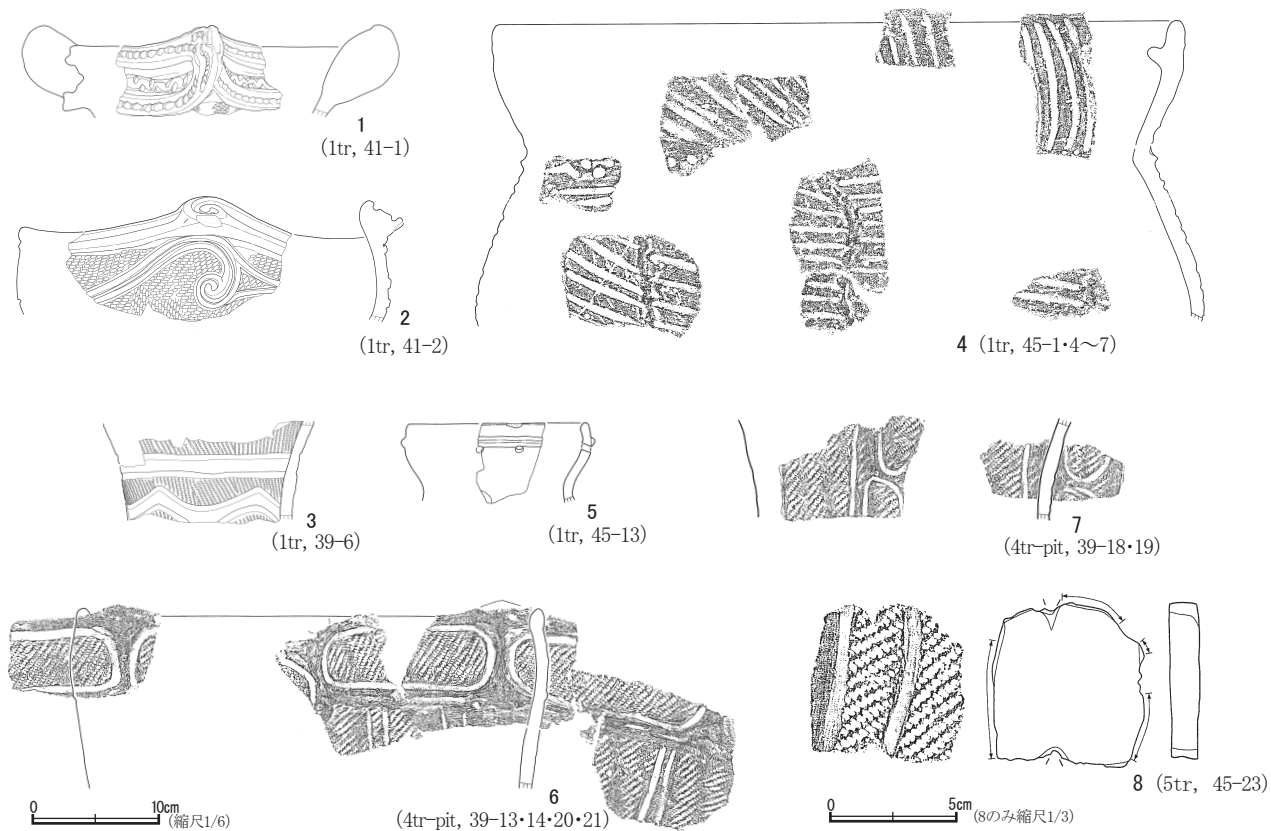 1
(1tr, 41-1)
2
(1tr, 41-2)
4 (1tr, 45-1・4〜7)
3
(1tr, 39-6)
5
(1tr, 45-13)
7
(4tr-pit, 39-18・19)
6
(4tr-pit, 39-13・14・20・21)
8 (5tr, 45-23)
0 10cm (縮尺1/6)
0 5cm (8のみ縮尺1/3)